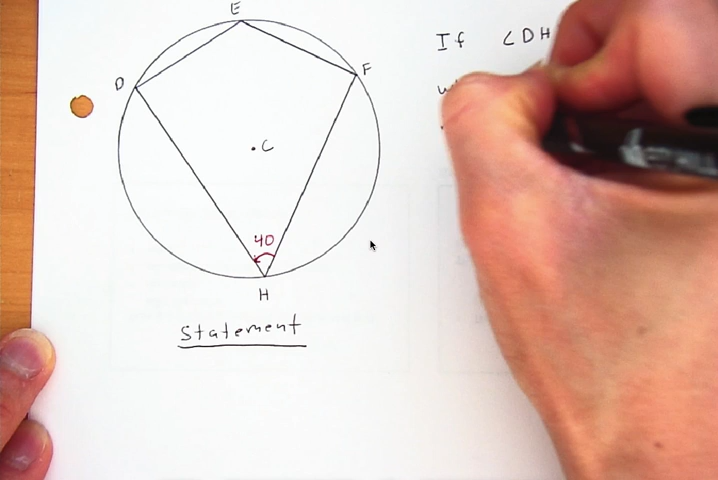 E
If ∠DH
F
D
.C
40
H
Statement